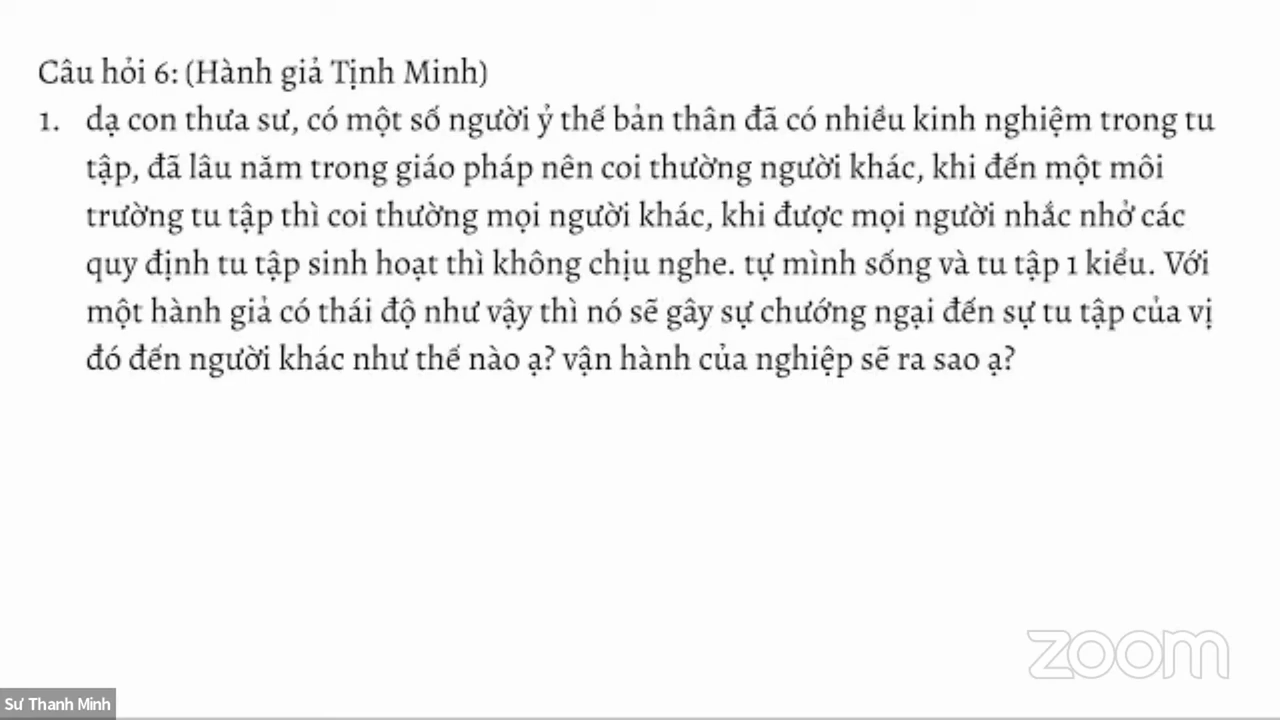 Câu hỏi 6: (Hành giả Tịnh Minh)
1. dạ con thưa sư, có một số người ỷ thế bản thân đã có nhiều kinh nghiệm trong tu
tập, đã lâu năm trong giáo pháp nên coi thường người khác, khi đến một môi
trường tu tập thì coi thường mọi người khác, khi được mọi người nhắc nhở các
quy định tu tập sinh hoạt thì không chịu nghe. tự mình sống và tu tập 1 kiểu. Với
một hành giả có thái độ như vậy thì nó sẽ gây sự chướng ngại đến sự tu tập của vị
đó đến người khác như thế nào ạ? vận hành của nghiệp sẽ ra sao ạ?
zoom
Sư Thanh Minh